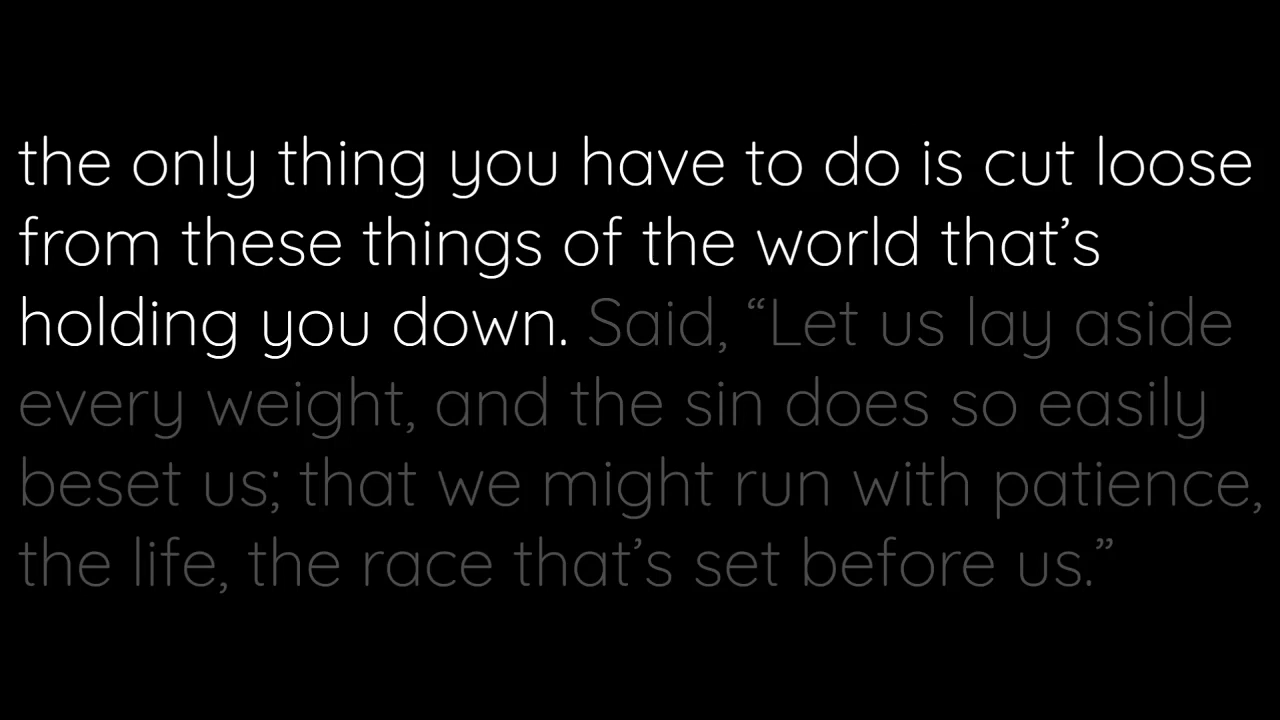 the only thing you have to do is cut loose
from these things of the world that’s
holding you down. Said, “Let us lay aside
every weight, and the sin does so easily
beset us; that we might run with patience,
the life, the race that’s set before us.”